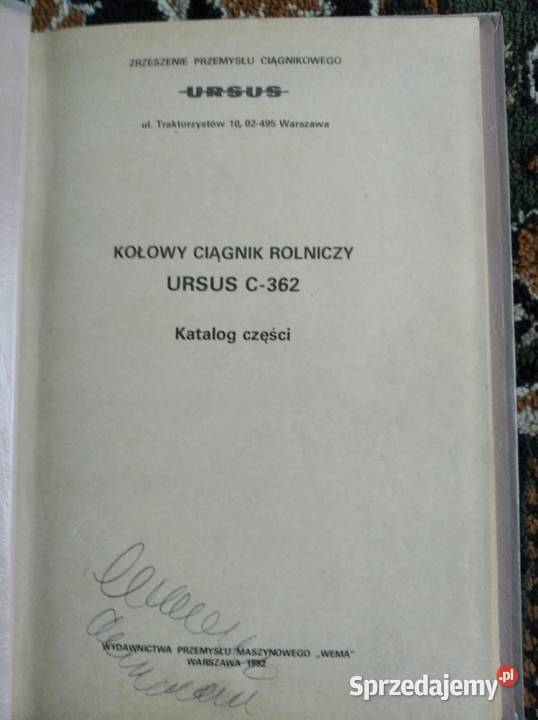 ZRZESZENIE PRZEMYSŁU CIĄGNIKOWEGO
URSUS
ul. Traktorzystów 10, 02-495 Warszawa
KOŁOWY CIĄGNIK ROLNICZY
URSUS C-362
Katalog części
WYDAWNICTWA PRZEMYSŁU MASZYNOWEGO „WEMA"
WARSZAWA 1982
Sprzedajemy.pl